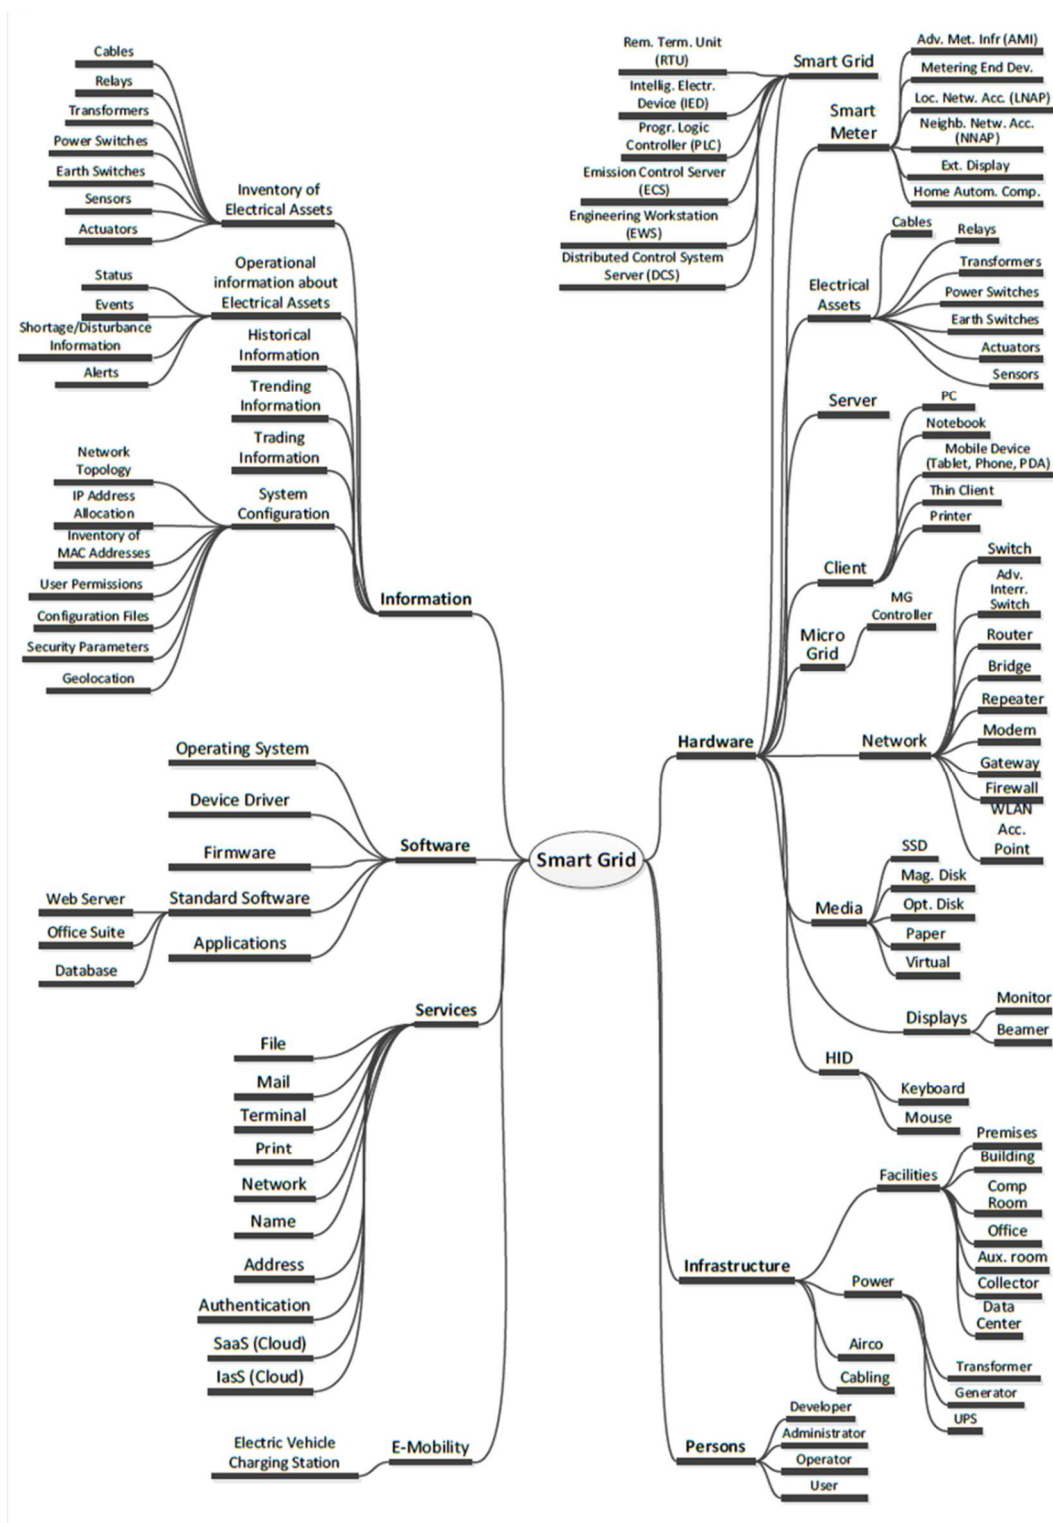 Cables
Relays
Transformers
Power Switches
Earth Switches
Sensors
Actuators
Inventory of
Electrical Assets
Status
Events
Shortage/Disturbance
Information
Alerts
Operational
information about
Electrical Assets
Historical
Information
Trending
Information
Trading
Information
Network
Topology
IP Address
Allocation
Inventory of
MAC Addresses
User Permissions
Configuration Files
Security Parameters
Geolocation
System
Configuration
Information
Operating System
Device Driver
Firmware
Web Server
Office Suite
Database
Standard Software
Applications
Software
Services
File
Mail
Terminal
Print
Network
Name
Address
Authentication
SaaS (Cloud)
IasS (Cloud)
Electric Vehicle
Charging Station
E-Mobility
Smart Grid
Rem. Term. Unit
(RTU)
Intellig. Electr.
Device (IED)
Progr. Logic
Controller (PLC)
Emission Control Server
(ECS)
Engineering Workstation
(EWS)
Distributed Control System
Server (DCS)
Smart Grid
Smart
Meter
Adv. Met. Infr (AMI)
Metering End Dev.
Loc. Netw. Acc. (LNAP)
Neighb. Netw. Acc.
(NNAP)
Ext. Display
Home Autom. Comp.
Electrical
Assets
Cables
Relays
Transformers
Power Switches
Earth Switches
Actuators
Sensors
Server
Client
PC
Notebook
Mobile Device
(Tablet, Phone, PDA)
Thin Client
Printer
Micro
Grid
MG
Controller
Hardware
Network
Switch
Adv.
Interr.
Switch
Router
Bridge
Repeater
Modem
Gateway
Firewall
WLAN
Acc.
Point
Media
SSD
Mag. Disk
Opt. Disk
Paper
Virtual
Displays
Monitor
Beamer
HID
Keyboard
Mouse
Infrastructure
Facilities
Premises
Building
Comp
Room
Office
Aux. room
Collector
Data
Center
Power
Transformer
Generator
UPS
Airco
Cabling
Persons
Developer
Administrator
Operator
User